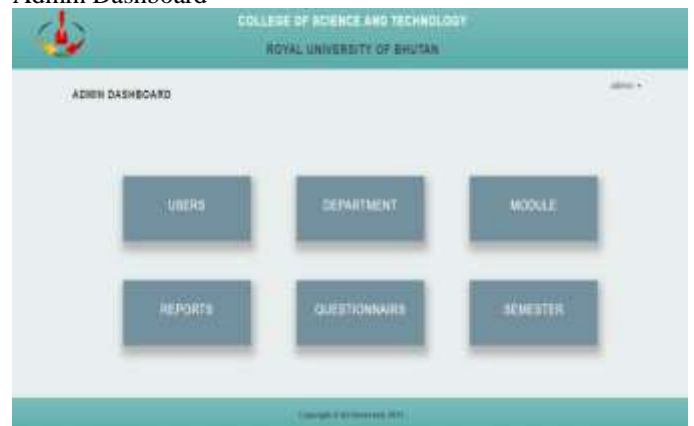 Admin Dashboard
COLLEGE OF SCIENCE AND TECHNOLOGY
ROYAL UNIVERSITY OF BHUTAN
admin
ADMIN DASHBOARD
USERS DEPARTMENT MODULE
REPORTS QUESTIONNAIRS SEMESTER
Copyright